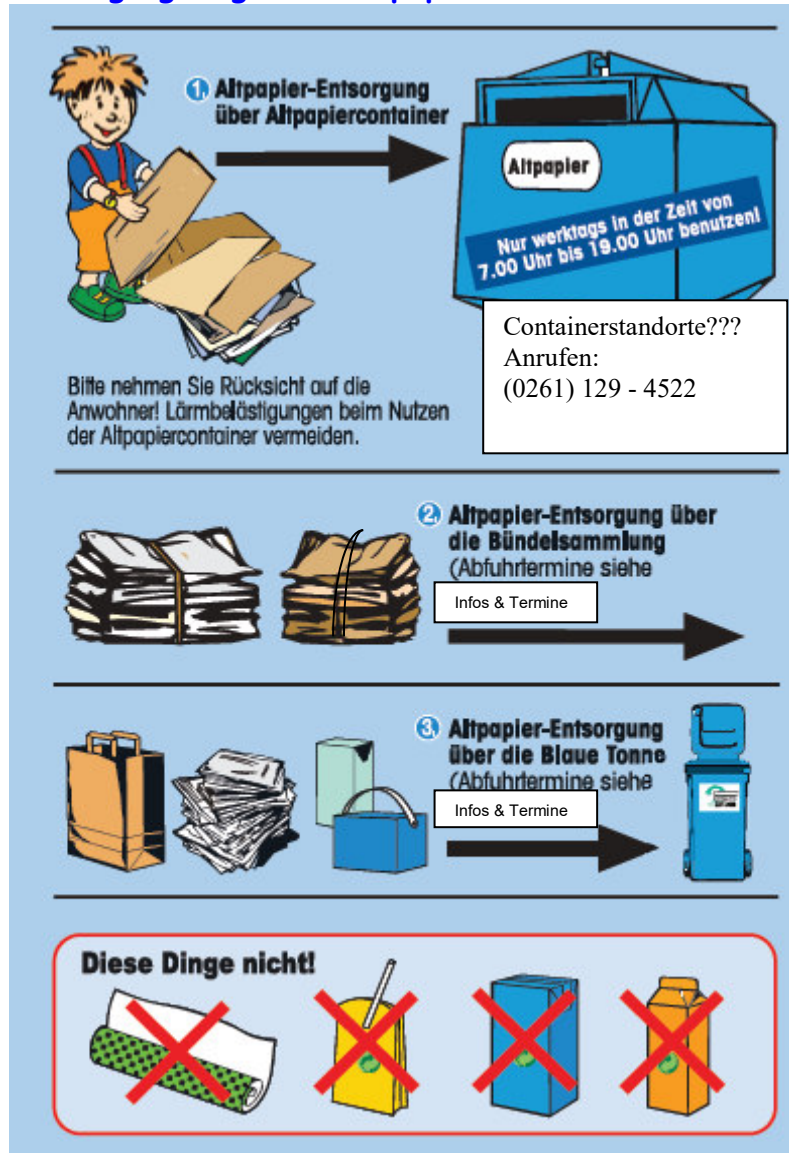 1. Altpapier-Entsorgung
über Altpapiercontainer
Altpapier
Nur werktags in der Zeit von
7.00 Uhr bis 19.00 Uhr benutzen!
Containerstandorte???
Anrufen:
(0261) 129 - 4522
Bitte nehmen Sie Rücksicht auf die
Anwohner! Lärmbelästigungen beim Nutzen
der Altpapiercontainer vermeiden.
2. Altpapier-Entsorgung über
die Bündelsammlung
(Abfuhrtermine siehe
Infos & Termine
3. Altpapier-Entsorgung
über die Blaue Tonne
(Abfuhrtermine siehe
Infos & Termine
Diese Dinge nicht!